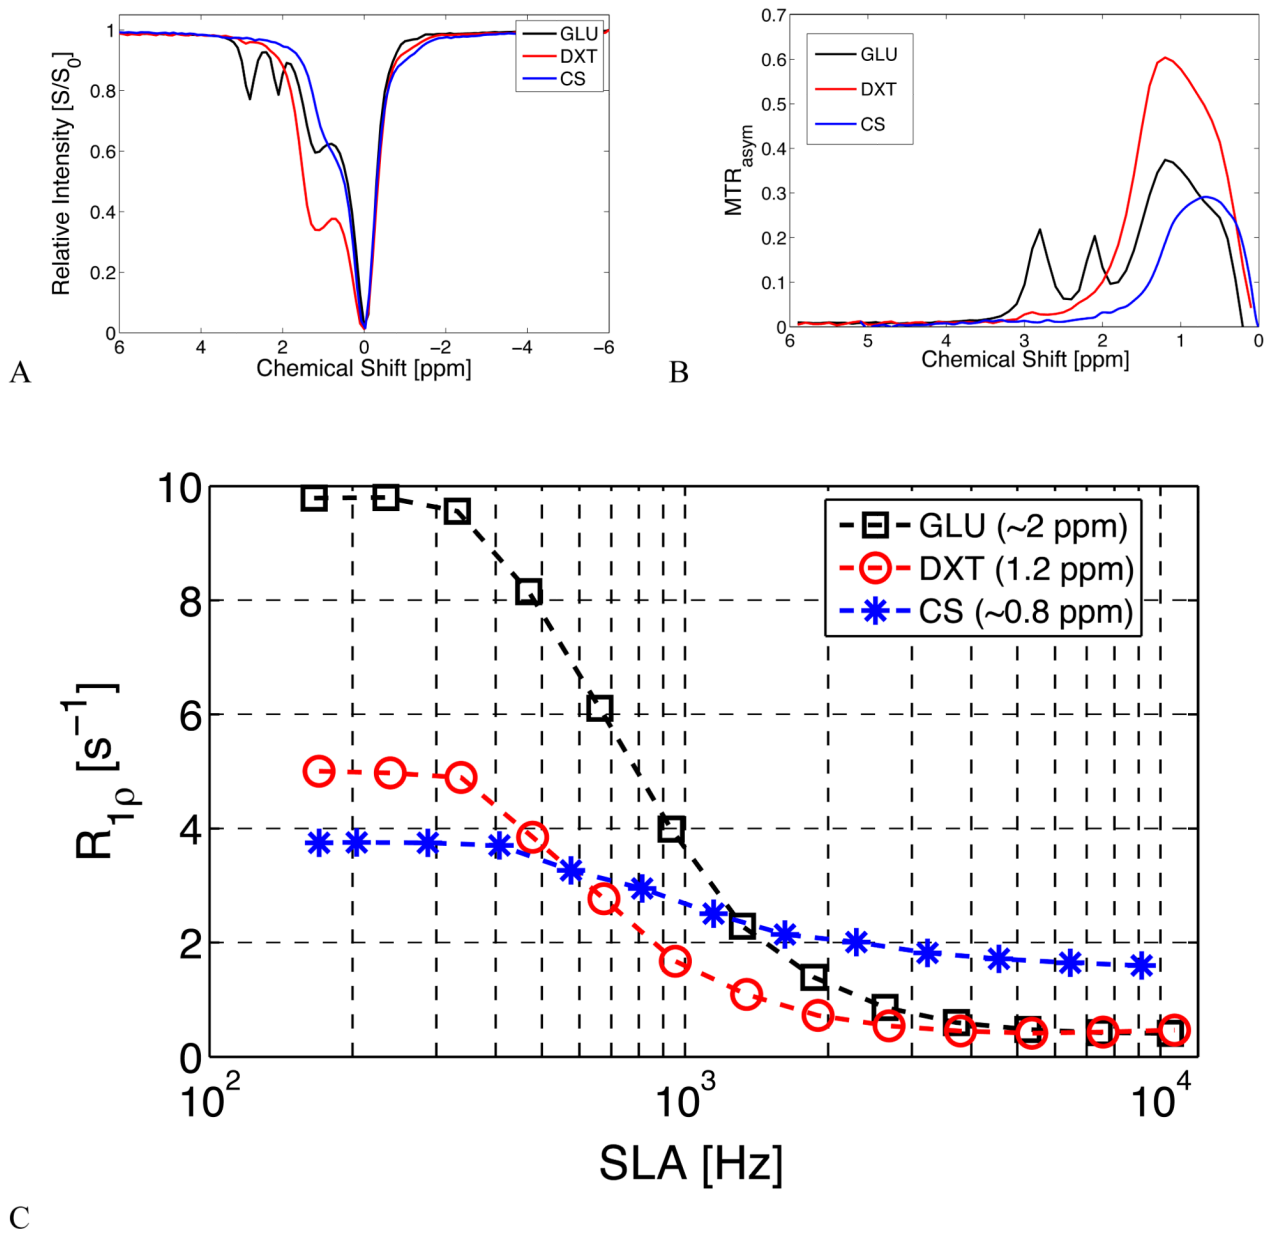 1
0.8
0.6
0.4
0.2
0
6
4
2
0
−2
−4
−6
Relative Intensity [S/S0]
Chemical Shift [ppm]
GLU
DXT
CS
A
0.7
0.6
0.5
0.4
0.3
0.2
0.1
0
6
5
4
3
2
1
0
MTRasym
Chemical Shift [ppm]
GLU
DXT
CS
B
10
8
6
4
2
0
10^2
10^3
10^4
R1ρ [s−1]
SLA [Hz]
GLU (~2 ppm)
DXT (1.2 ppm)
CS (~0.8 ppm)
C